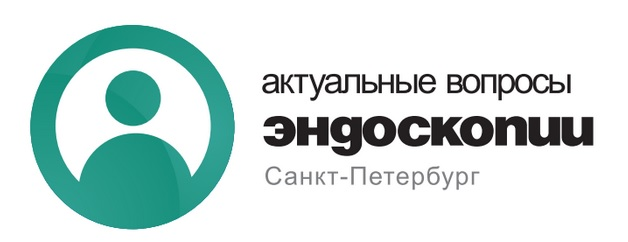 актуальные вопросы
эндоскопии
Санкт-Петербург